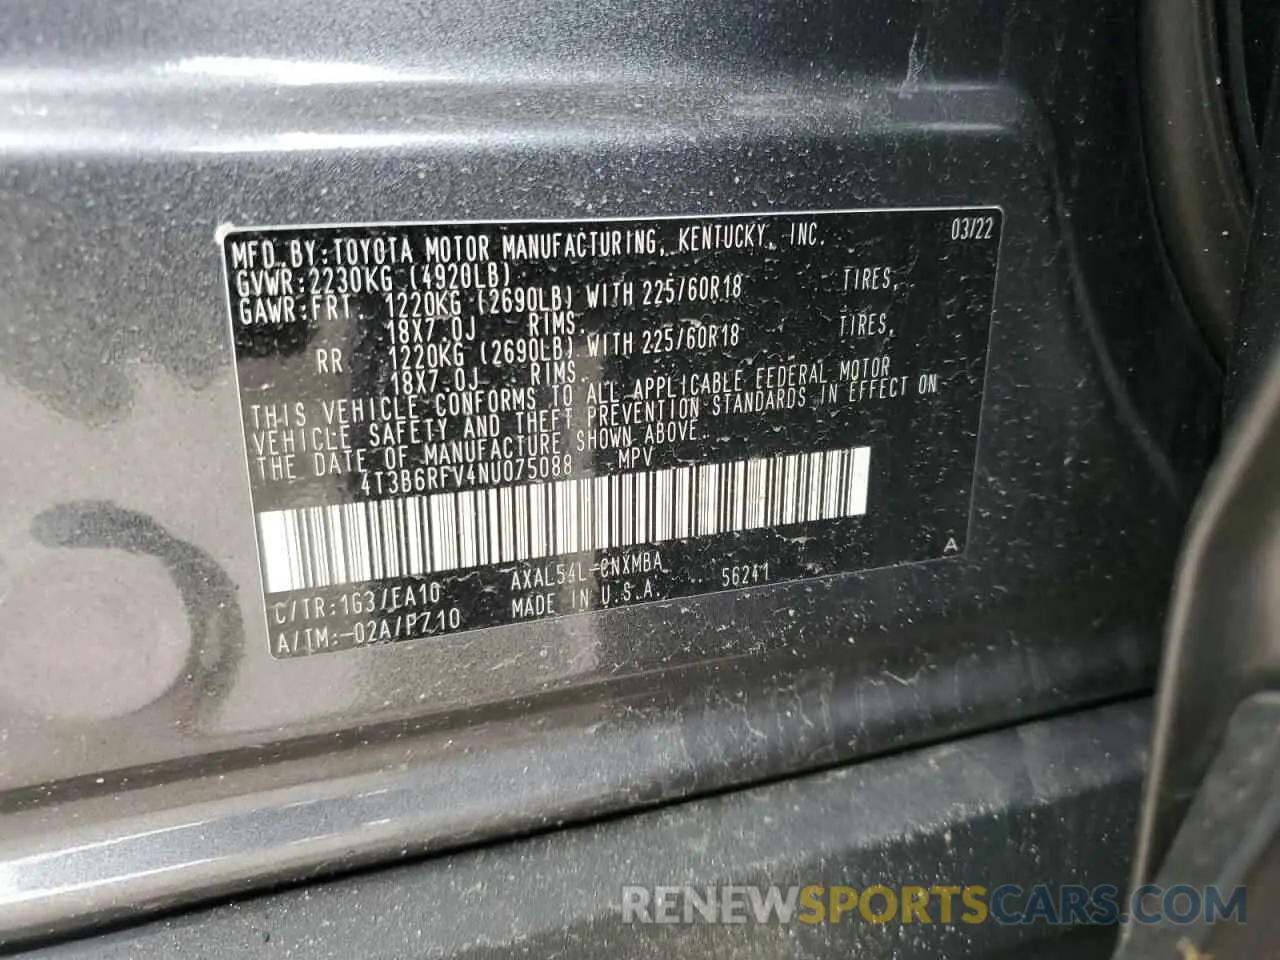 MFD. BY: TOYOTA MOTOR MANUFACTURING, KENTUCKY, INC. 03/22
GVWR: 2230KG (4920LB)
GAWR: FRT. 1220KG (2690LB) WITH 225/60R18 TIRES,
18X7.0J RIMS.
RR 1220KG (2690LB) WITH 225/60R18 TIRES,
18X7.0J RIMS.
THIS VEHICLE CONFORMS TO ALL APPLICABLE FEDERAL MOTOR
VEHICLE SAFETY AND THEFT PREVENTION STANDARDS IN EFFECT ON
THE DATE OF MANUFACTURE SHOWN ABOVE.
4T3B6RFV4NU075088 MPV
A
C/TR:1G3/EA10 AXAL54L-CNXMBA 56241
A/TM:-02A/PZ10 MADE IN U.S.A.
RENEWSPORTSCARS.COM